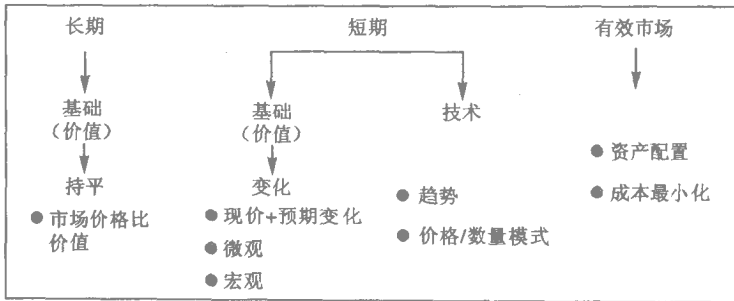 长期
短期
有效市场
基础
(价值)
基础
(价值)
技术
持平
变化
● 市场价格比
价值
● 现价+预期变化
● 微观
● 宏观
● 趋势
● 价格/数量模式
● 资产配置
● 成本最小化